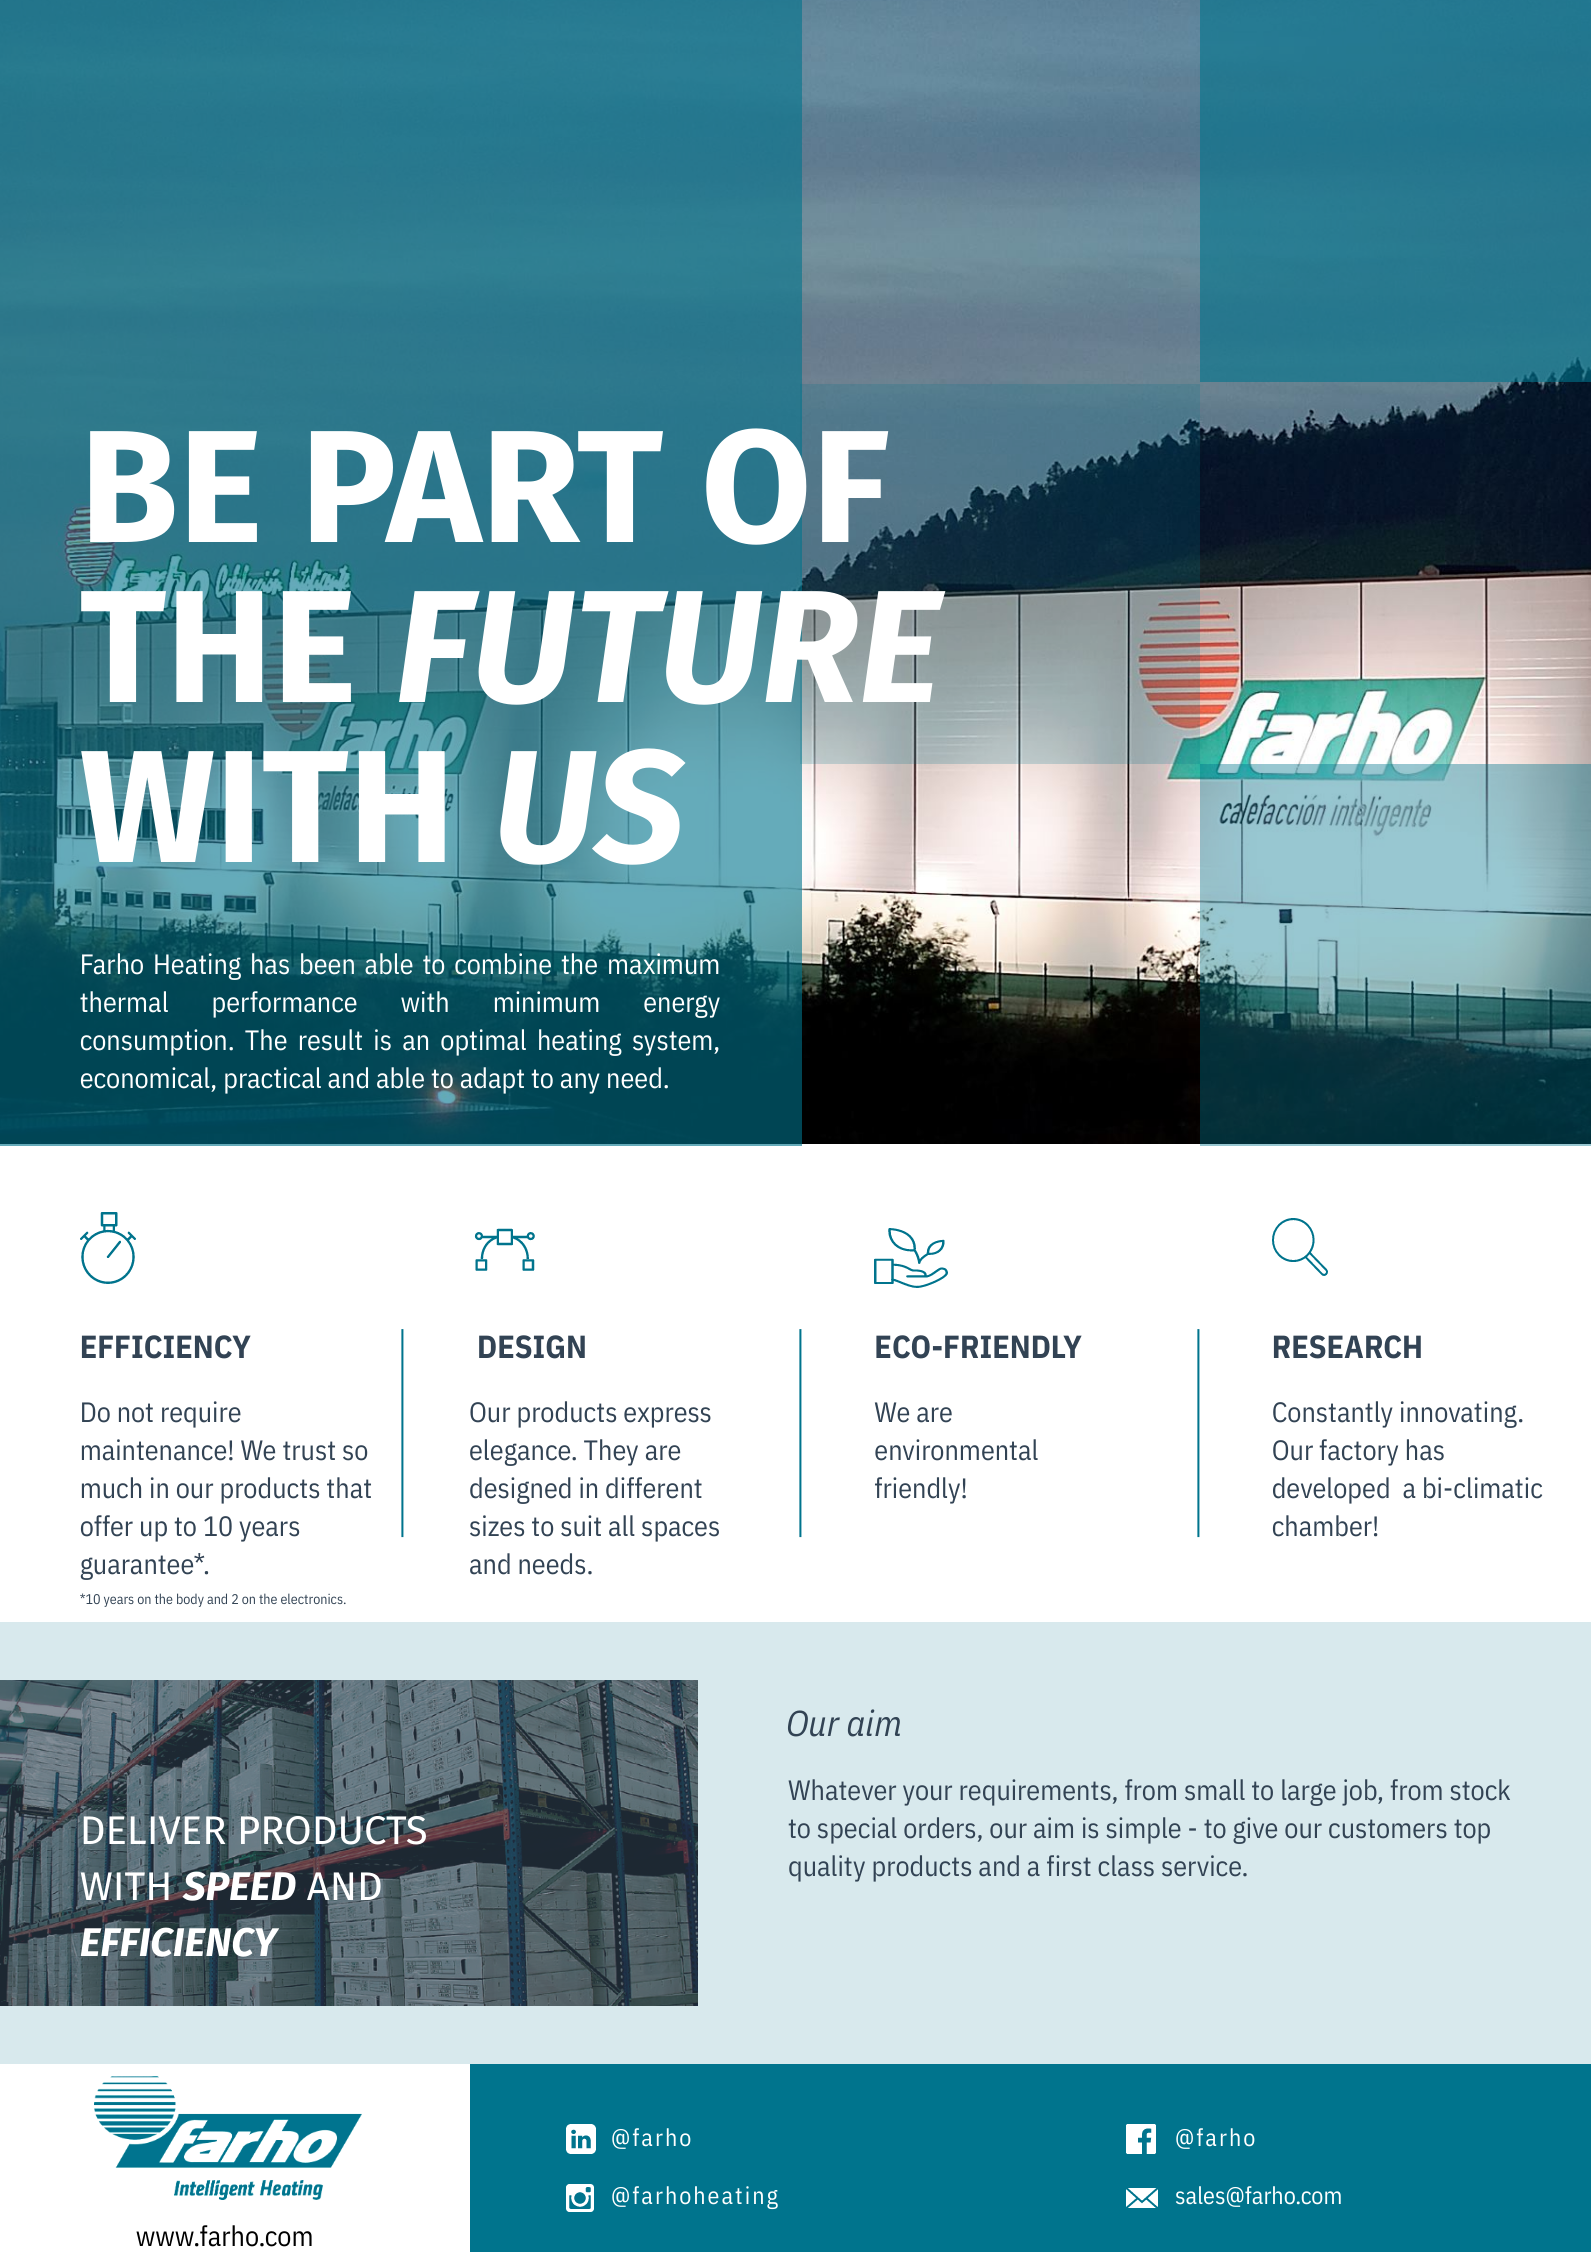 BE PART OF
THE FUTURE
WITH US
farho Calefacción Inteligente
farho
calefacción inteligente
farho
calefacción inteligente
Farho Heating has been able to combine the maximum
thermal performance with minimum energy
consumption. The result is an optimal heating system,
economical, practical and able to adapt to any need.
EFFICIENCY
Do not require
maintenance! We trust so
much in our products that
offer up to 10 years
guarantee*.
*10 years on the body and 2 on the electronics.
DESIGN
Our products express
elegance. They are
designed in different
sizes to suit all spaces
and needs.
ECO-FRIENDLY
We are
environmental
friendly!
RESEARCH
Constantly innovating.
Our factory has
developed  a bi-climatic
chamber!
DELIVER PRODUCTS
WITH SPEED AND
EFFICIENCY
Our aim
Whatever your requirements, from small to large job, from stock
to special orders, our aim is simple - to give our customers top
quality products and a first class service.
farho
Intelligent Heating
www.farho.com
in @farho
@farhoheating
f @farho
sales@farho.com